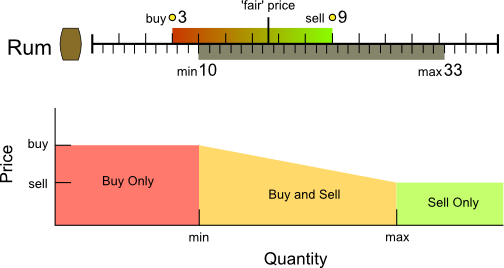 'fair' price
buy 3
sell 9
Rum
min 10
max 33
Price
buy
sell
Buy Only
Buy and Sell
Sell Only
min
max
Quantity